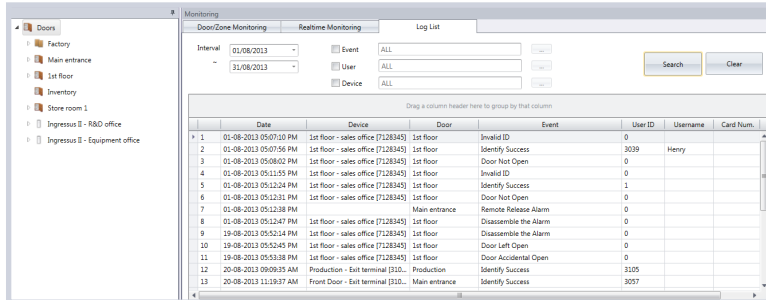 Monitoring
Doors
Factory
Main entrance
1st floor
Inventory
Store room 1
Ingressus II - R&D office
Ingressus II - Equipment office
Door/Zone Monitoring Realtime Monitoring Log List
Interval 01/08/2013 Event ALL ...
~ 31/08/2013 User ALL ...
Device ALL ...
Search Clear
Drag a column header here to group by that column
Date Device Door Event User ID Username Card Num.
1 01-08-2013 05:07:10 PM 1st floor - sales office [7128345] 1st floor Invalid ID 0
2 01-08-2013 05:07:56 PM 1st floor - sales office [7128345] 1st floor Identify Success 3039 Henry
3 01-08-2013 05:08:02 PM 1st floor - sales office [7128345] 1st floor Door Not Open 0
4 01-08-2013 05:11:55 PM 1st floor - sales office [7128345] 1st floor Invalid ID 0
5 01-08-2013 05:12:24 PM 1st floor - sales office [7128345] 1st floor Identify Success 1
6 01-08-2013 05:12:31 PM 1st floor - sales office [7128345] 1st floor Door Not Open 0
7 01-08-2013 05:12:38 PM Main entrance Remote Release Alarm 0
8 01-08-2013 05:12:47 PM 1st floor - sales office [7128345] 1st floor Disassemble the Alarm 0
9 19-08-2013 05:52:14 PM 1st floor - sales office [7128345] 1st floor Disassemble the Alarm 0
10 19-08-2013 05:52:45 PM 1st floor - sales office [7128345] 1st floor Door Left Open 0
11 19-08-2013 05:53:38 PM 1st floor - sales office [7128345] 1st floor Door Accidental Open 0
12 20-08-2013 09:09:35 AM Production - Exit terminal [310... Production Identify Success 3105
13 20-08-2013 11:19:37 AM Front Door - Exit terminal [310... Main entrance Identify Success 3057